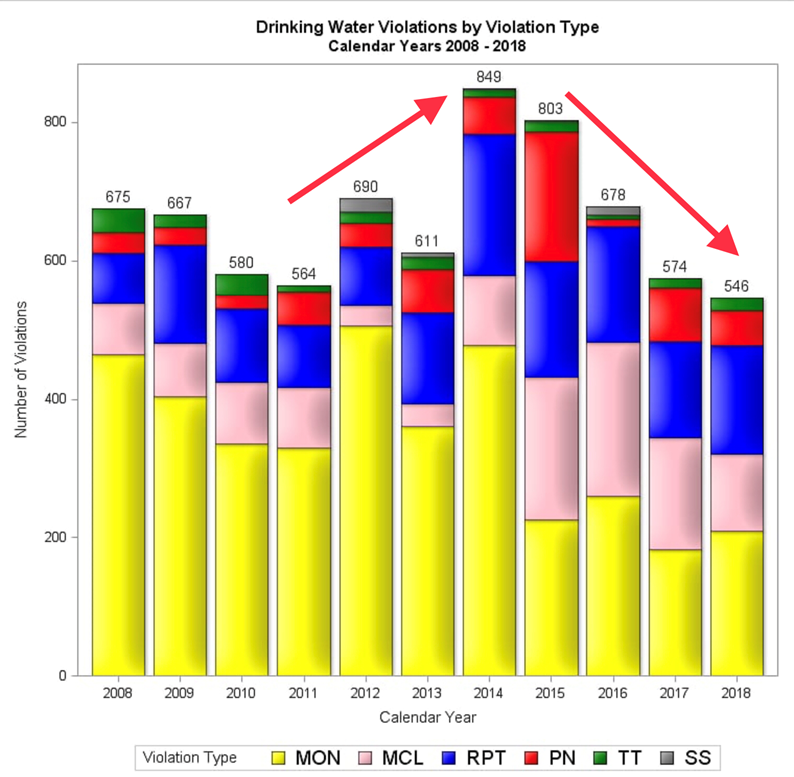 Drinking Water Violations by Violation Type
Calendar Years 2008 - 2018
849
803
800
690
678
675
667
611
600
580
574
564
546
Number of Violations
400
200
0
2008 2009 2010 2011 2012 2013 2014 2015 2016 2017 2018
Calendar Year
Violation Type MON MCL RPT PN TT SS